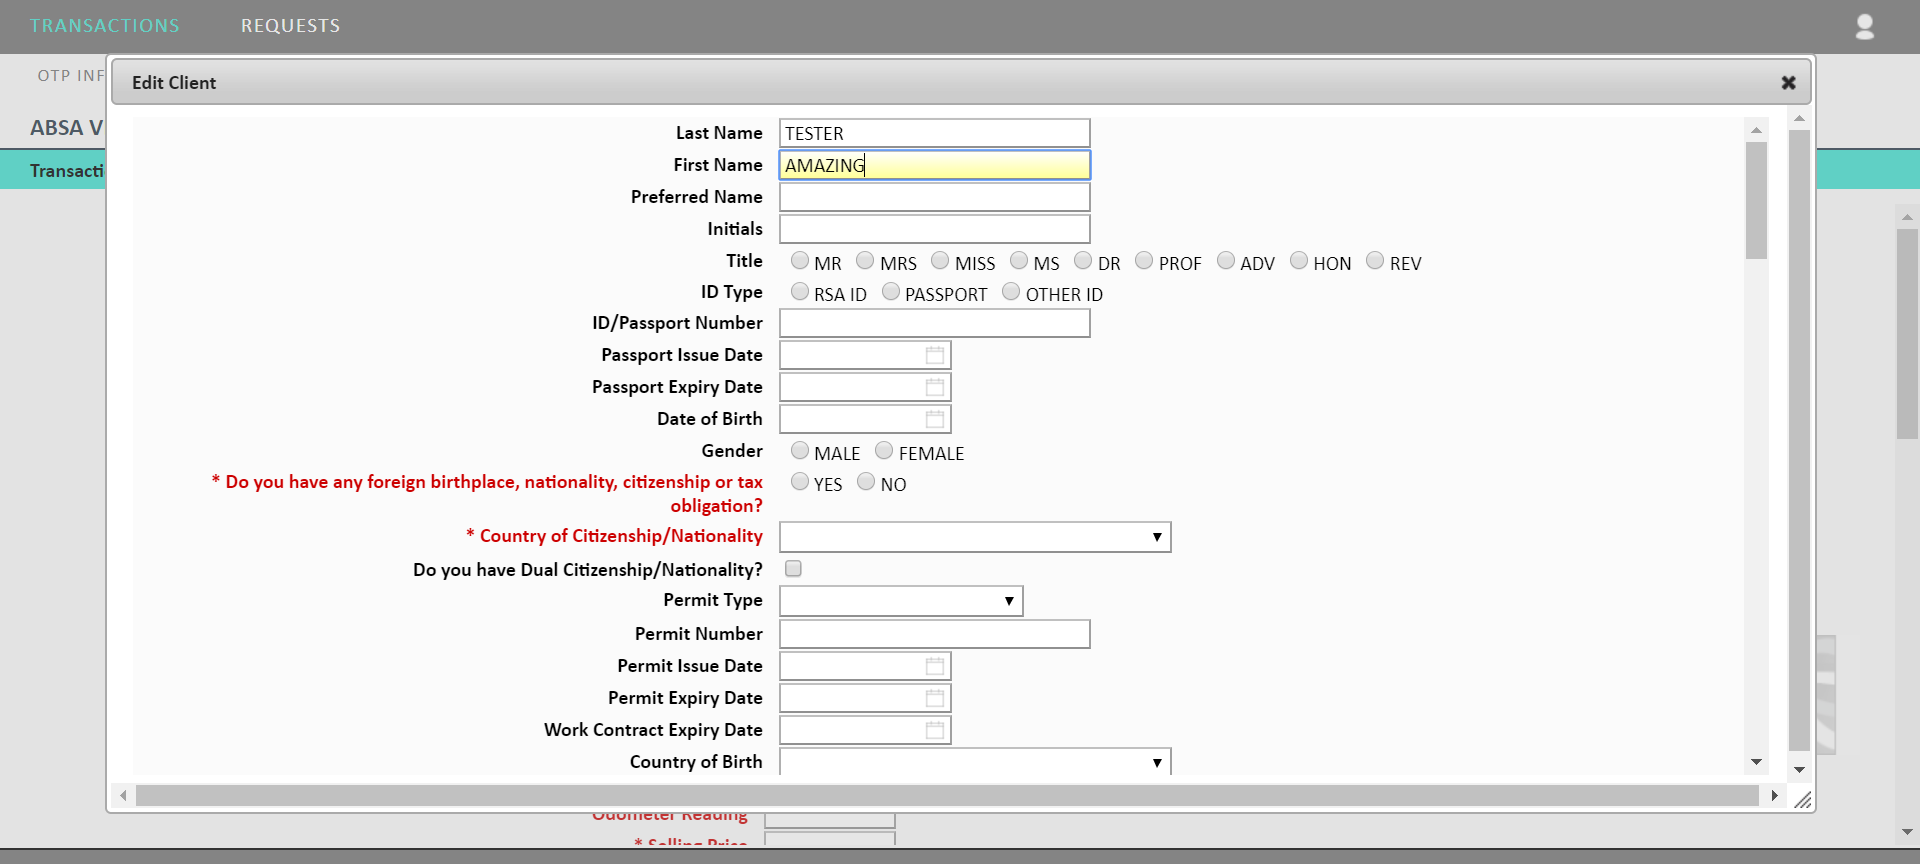 TRANSACTIONS REQUESTS
OTP INF
Edit Client
ABSA V
Transacti
Last Name TESTER
First Name AMAZING
Preferred Name
Initials
Title MR MRS MISS MS DR PROF ADV HON REV
ID Type RSA ID PASSPORT OTHER ID
ID/Passport Number
Passport Issue Date
Passport Expiry Date
Date of Birth
Gender MALE FEMALE
* Do you have any foreign birthplace, nationality, citizenship or tax
obligation?
YES NO
* Country of Citizenship/Nationality
Do you have Dual Citizenship/Nationality?
Permit Type
Permit Number
Permit Issue Date
Permit Expiry Date
Work Contract Expiry Date
Country of Birth
Odometer Reading
* Selling Price